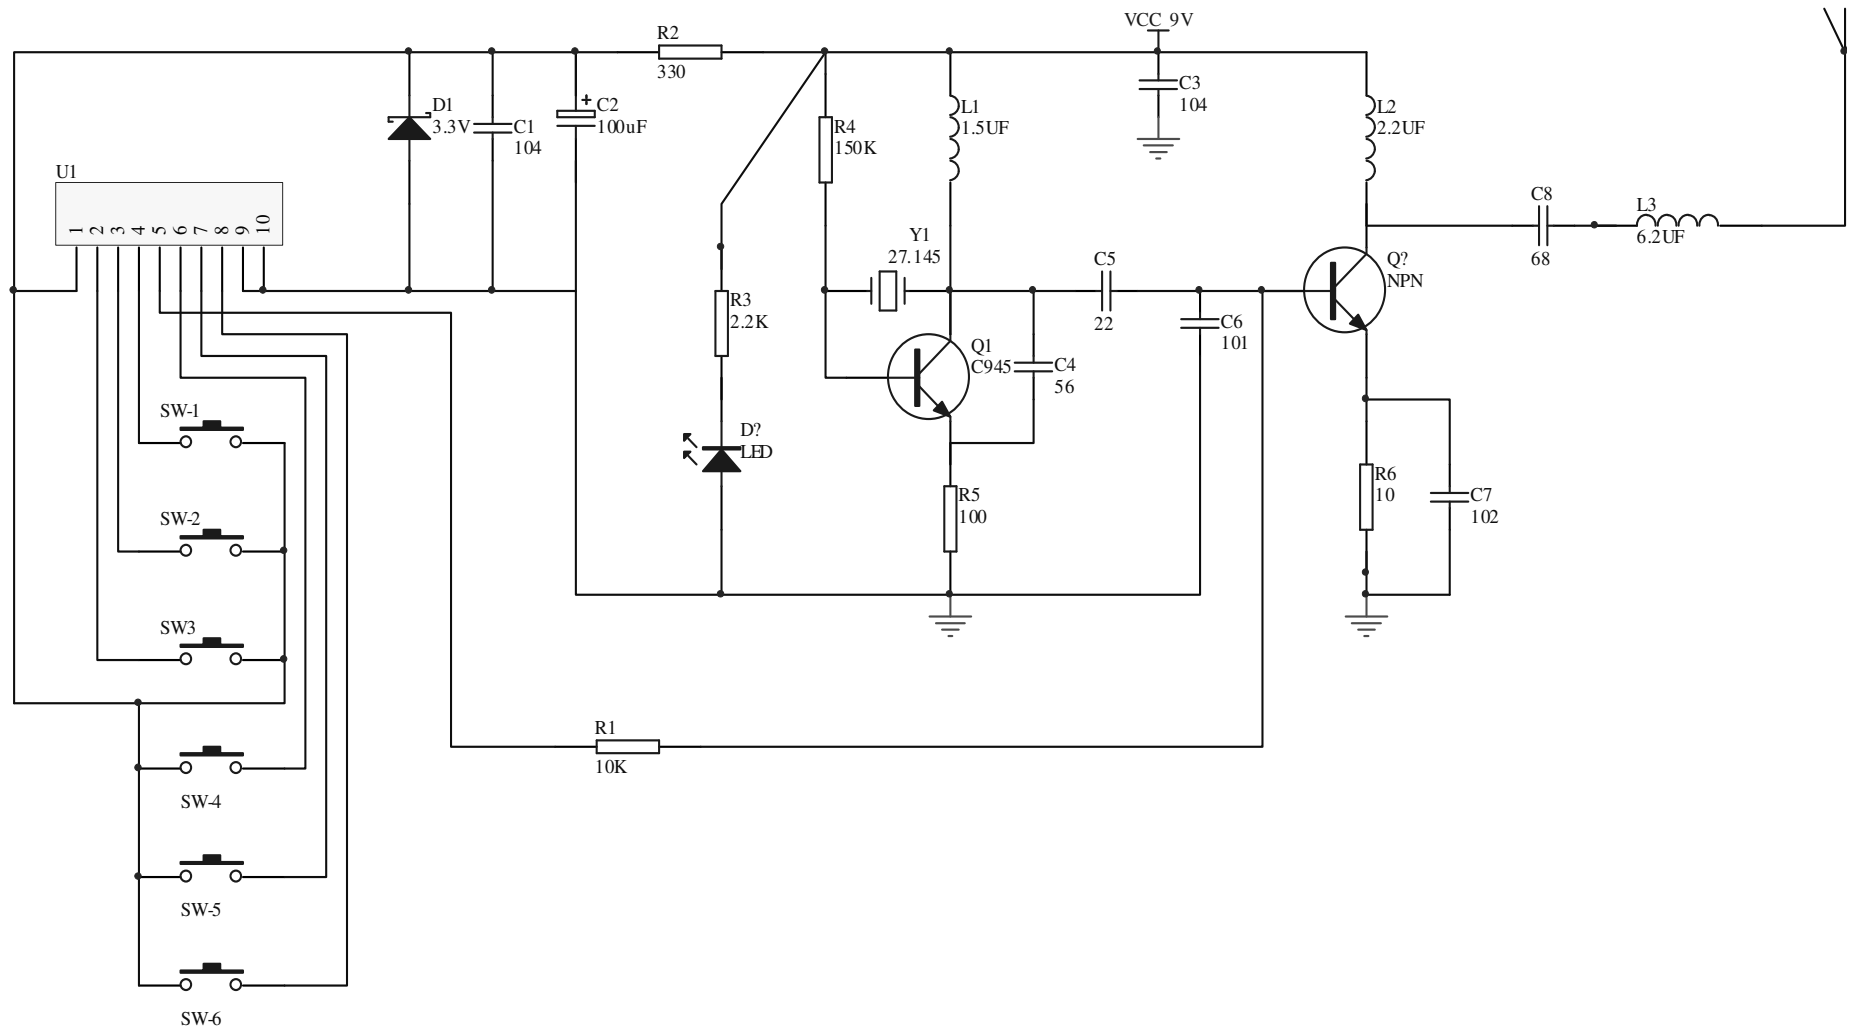 VCC 9V
R2
330
C3
104
D1
3.3V
C1
104
C2
100uF
R4
150K
L1
1.5UF
L2
2.2UF
U1
1
2
3
4
5
6
7
8
9
10
C8
68
L3
6.2UF
Y1
27.145
C5
22
Q?
NPN
R3
2.2K
C6
101
Q1
C945
C4
56
SW-1
D?
LED
R5
100
R6
10
C7
102
SW-2
SW3
R1
10K
SW-4
SW-5
SW-6